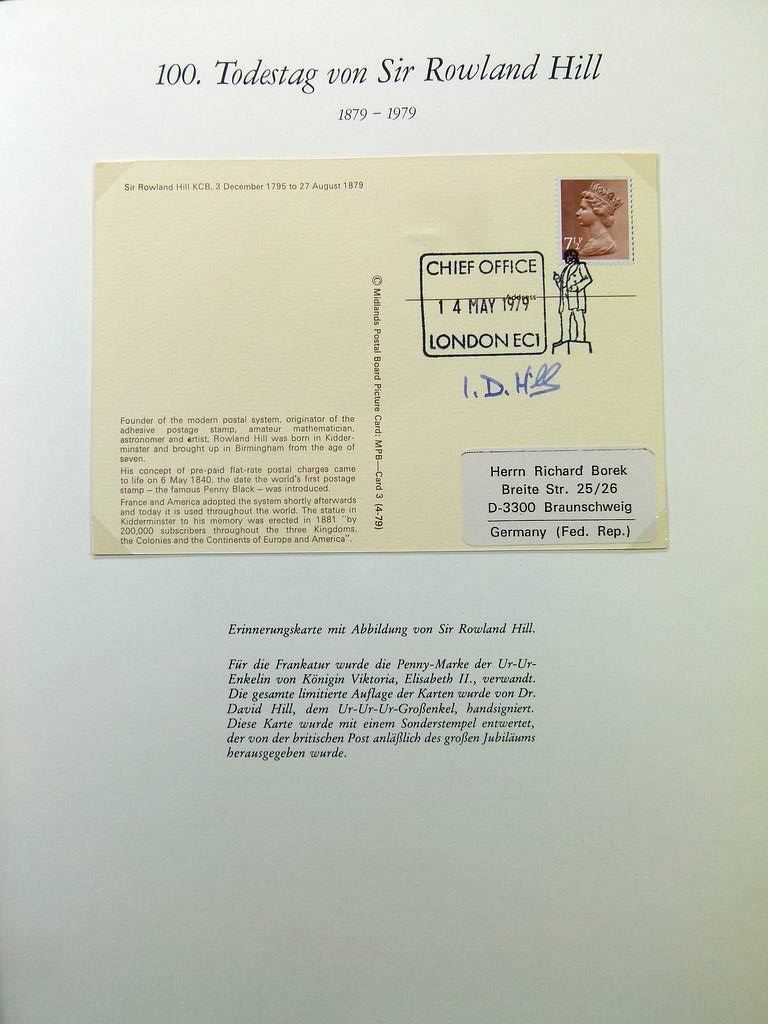 100. Todestag von Sir Rowland Hill
1879 – 1979
Sir Rowland Hill KCB, 3 December 1795 to 27 August 1879
7½P
CHIEF OFFICE
Address
1 4 MAY 1979
LONDON EC1
I.D. Hill
© Midlands Postal Board Picture Card: MPB—Card 3 (4-79)
Founder of the modern postal system, originator of the
adhesive postage stamp, amateur mathematician,
astronomer and artist, Rowland Hill was born in Kidder-
minster and brought up in Birmingham from the age of
seven.
His concept of pre-paid flat-rate postal charges came
to life on 6 May 1840, the date the world's first postage
stamp – the famous Penny Black – was introduced.
France and America adopted the system shortly afterwards
and today it is used throughout the world. The statue in
Kidderminster to his memory was erected in 1881 "by
200,000 subscribers throughout the three Kingdoms,
the Colonies and the Continents of Europe and America".
Herrn Richard Borek
Breite Str. 25/26
D-3300 Braunschweig
Germany (Fed. Rep.)
Erinnerungskarte mit Abbildung von Sir Rowland Hill.
Für die Frankatur wurde die Penny-Marke der Ur-Ur-
Enkelin von Königin Viktoria, Elisabeth II., verwandt.
Die gesamte limitierte Auflage der Karten wurde von Dr.
David Hill, dem Ur-Ur-Ur-Großenkel, handsigniert.
Diese Karte wurde mit einem Sonderstempel entwertet,
der von der britischen Post anläßlich des großen Jubiläums
herausgegeben wurde.